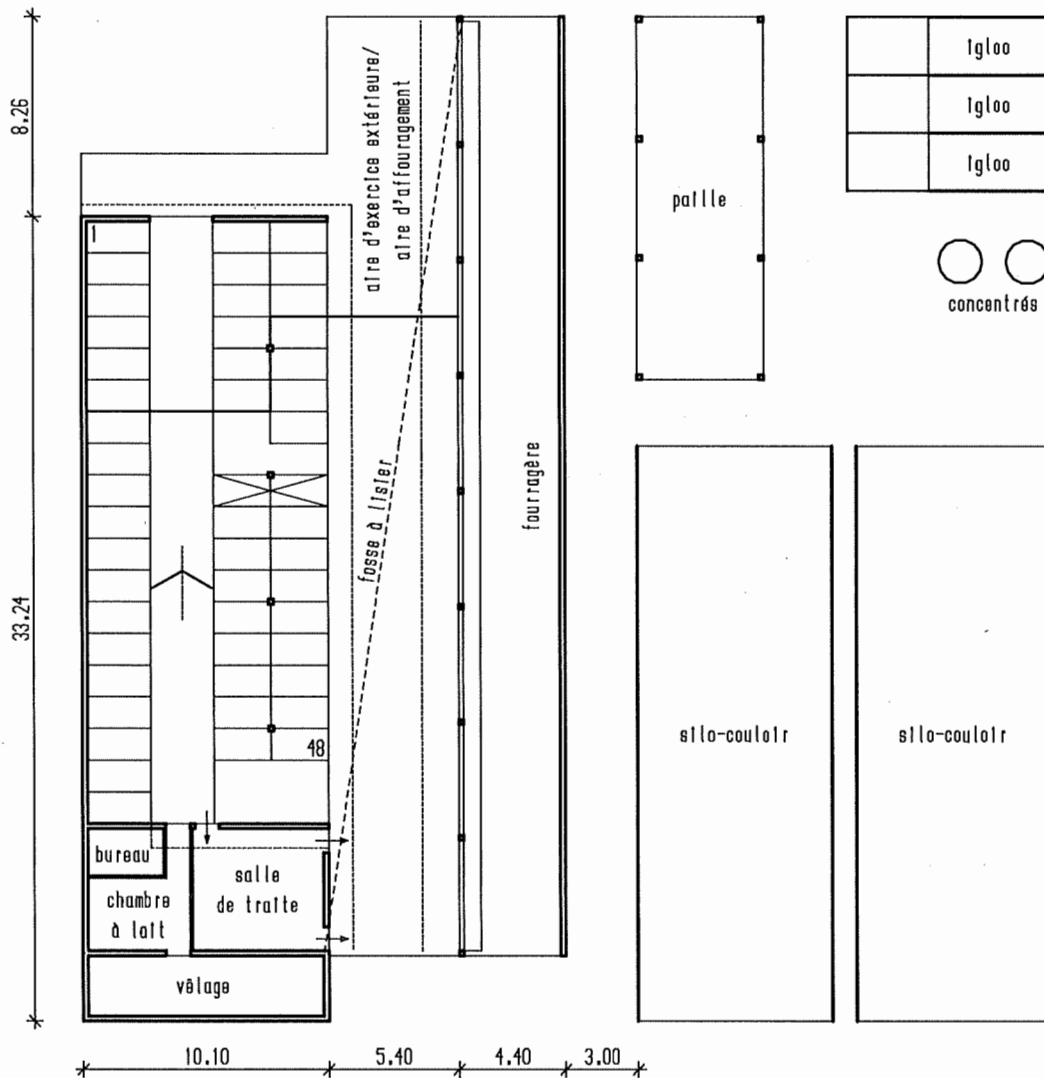 8.26
33.24
aire d'exercice extérieure/
aire d'affouragement
igloo
igloo
igloo
paille
concentrés
1
fosse à lisier
fourragère
48
silo-couloir
silo-couloir
bureau
chambre
à lait
salle
de traite
vêlage
10.10
5.40
4.40
3.00